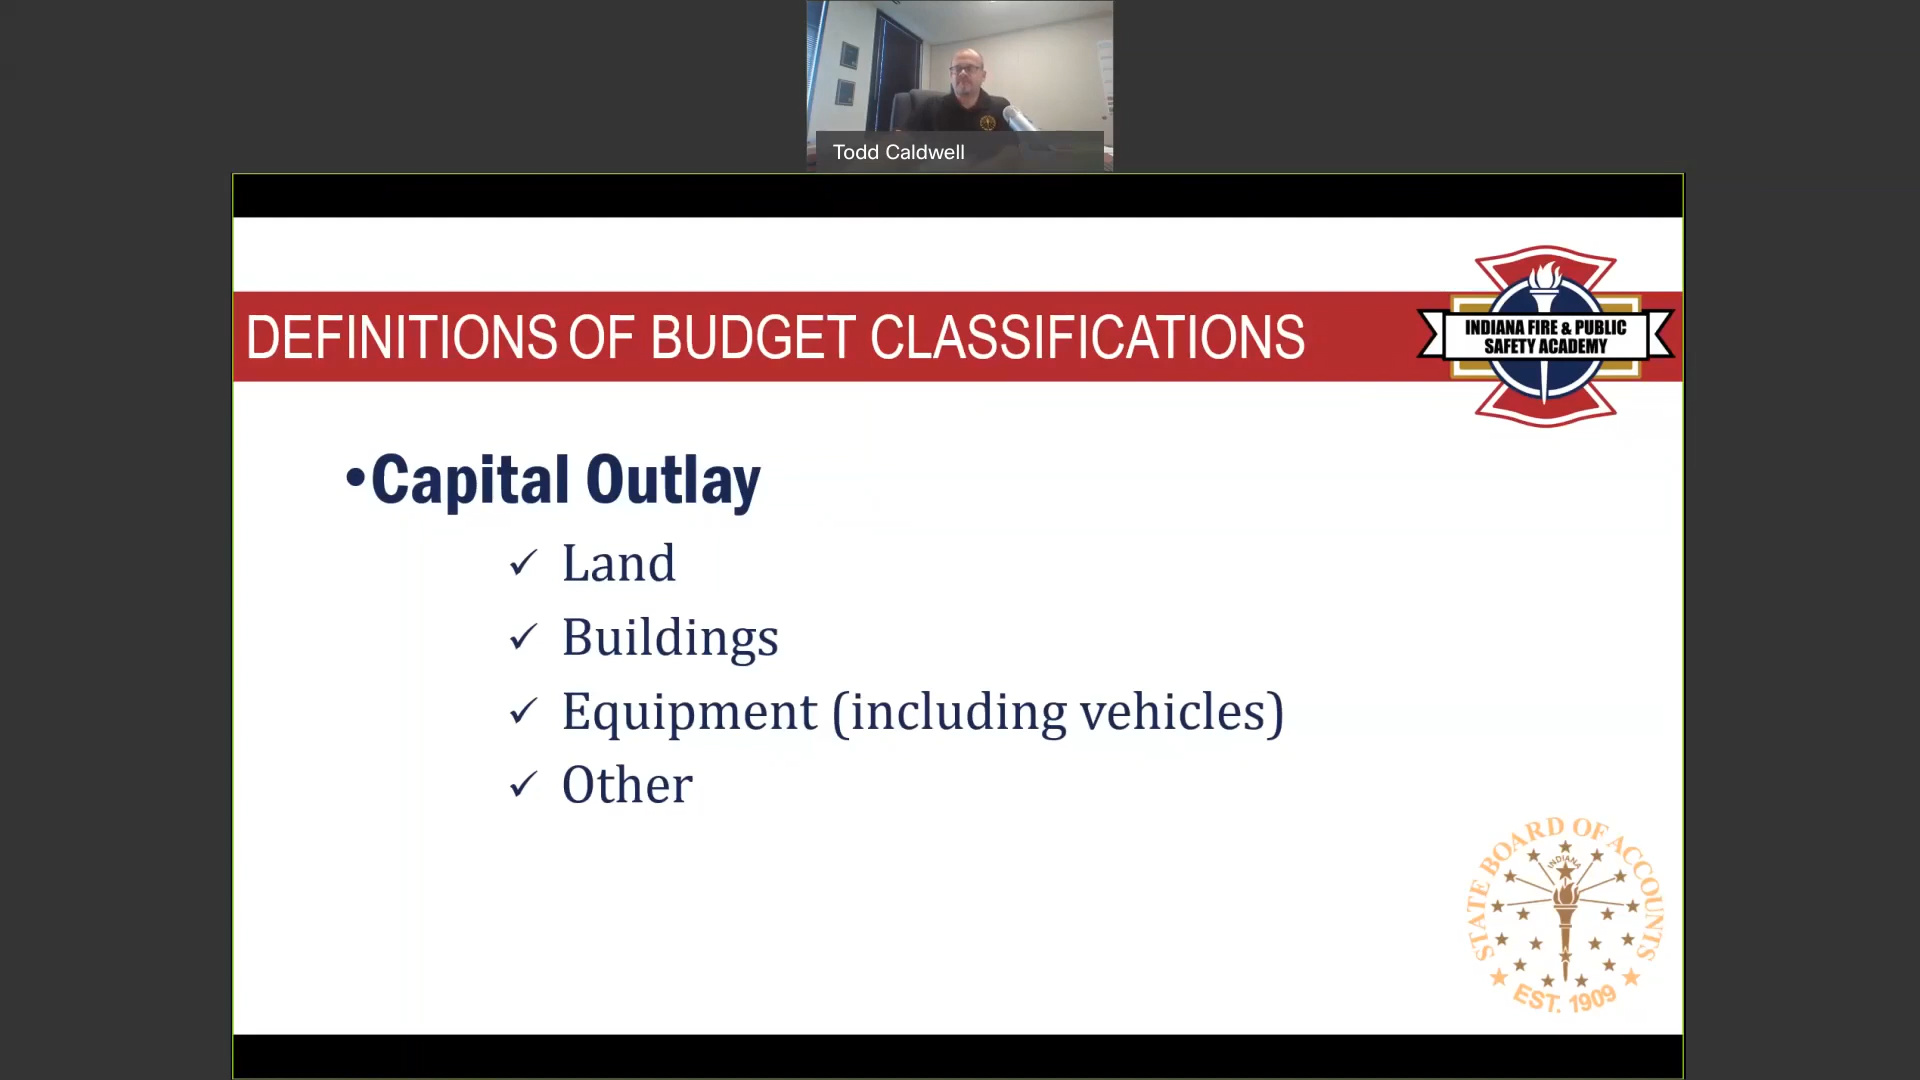 Todd Caldwell
DEFINITIONS OF BUDGET CLASSIFICATIONS
INDIANA FIRE & PUBLIC
SAFETY ACADEMY
•Capital Outlay
✓ Land
✓ Buildings
✓ Equipment (including vehicles)
✓ Other
STATE BOARD OF ACCOUNTS
INDIANA
EST. 1909